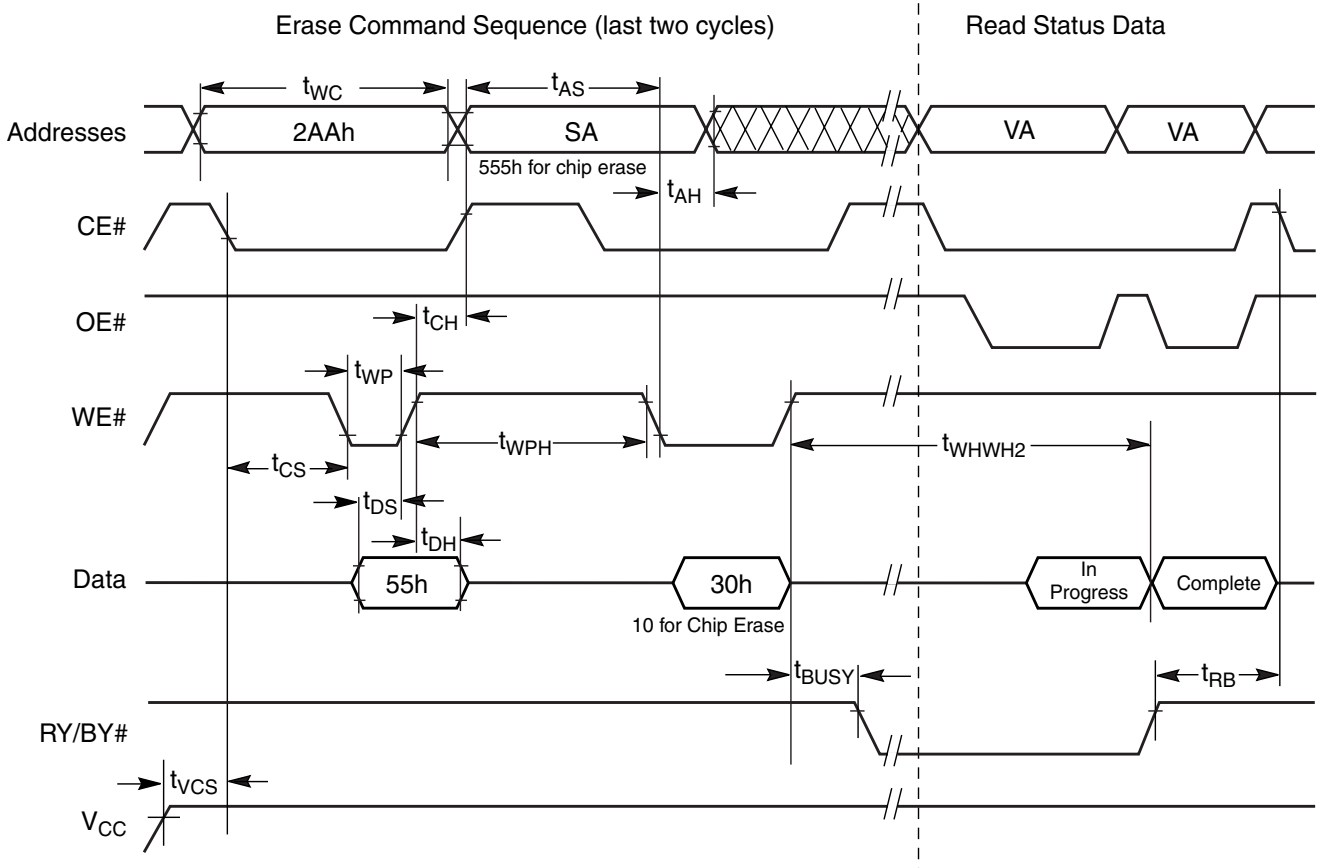 Erase Command Sequence (last two cycles)
Read Status Data
tWC
tAS
Addresses
2AAh
SA
VA
VA
555h for chip erase
tAH
CE#
OE#
tCH
tWP
WE#
tWPH
tWHWH2
tCS
tDS
tDH
Data
55h
30h
In
Progress
Complete
10 for Chip Erase
tBUSY
tRB
RY/BY#
tVCS
VCC